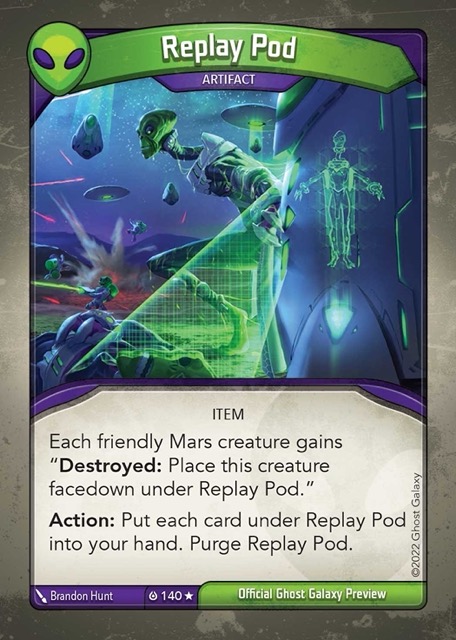 Replay Pod
ARTIFACT
ITEM
Each friendly Mars creature gains
“Destroyed: Place this creature
facedown under Replay Pod.”
Action: Put each card under Replay Pod
into your hand. Purge Replay Pod.
©2022 Ghost Galaxy
Brandon Hunt
140★
Official Ghost Galaxy Preview